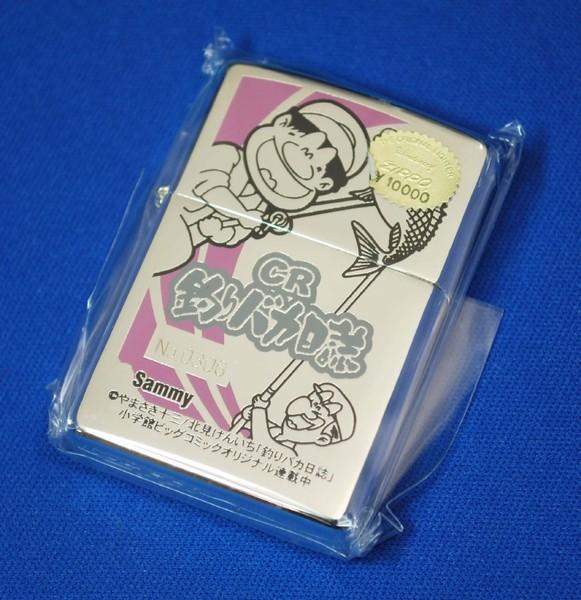 ZIPPO
¥10000
CR
釣りバカ日誌
Sammy
©やまさき十三/北見けんいち「釣りバカ日誌」
小学館ビッグコミックオリジナル連載中